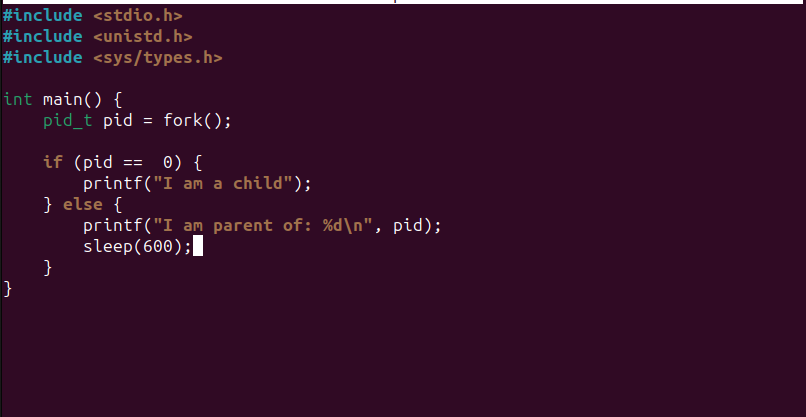 #include <stdio.h>
#include <unistd.h>
#include <sys/types.h>

int main() {
    pid_t pid = fork();

    if (pid ==  0) {
        printf("I am a child");
    } else {
        printf("I am parent of: %d\n", pid);
        sleep(600);
    }
}